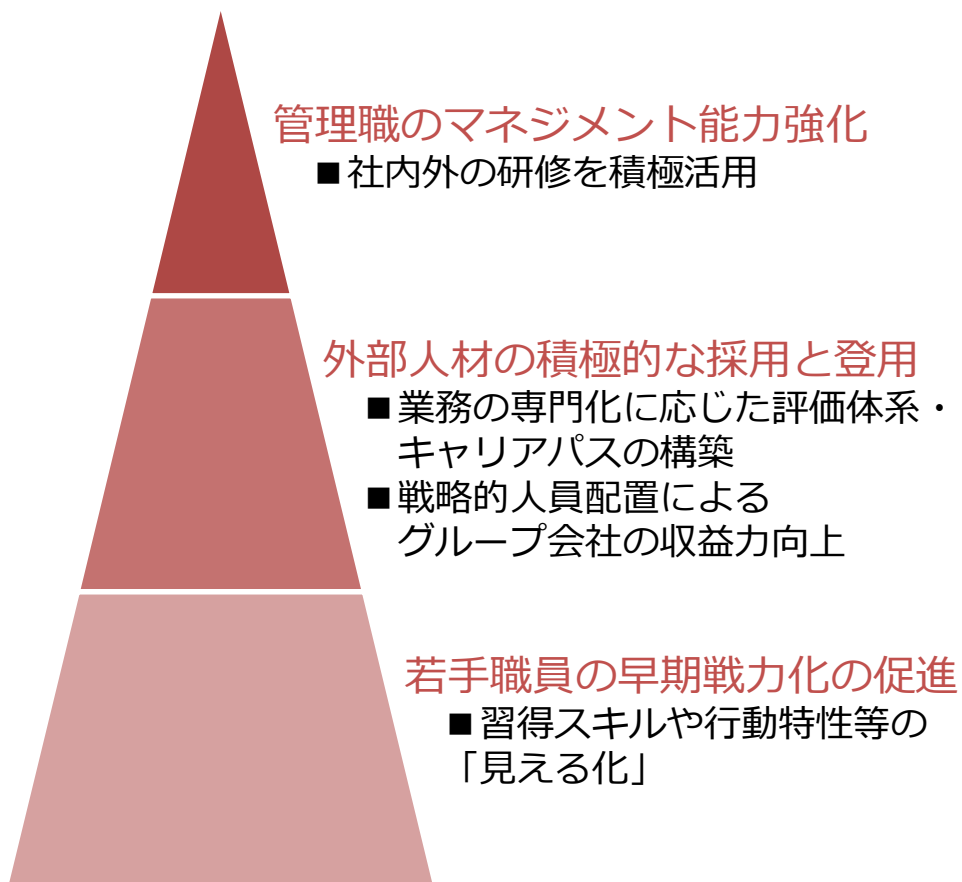 管理職のマネジメント能力強化
■社内外の研修を積極活用
外部人材の積極的な採用と登用
■業務の専門化に応じた評価体系・
キャリアパスの構築
■戦略的人員配置による
グループ会社の収益力向上
若手職員の早期戦力化の促進
■習得スキルや行動特性等の
「見える化」